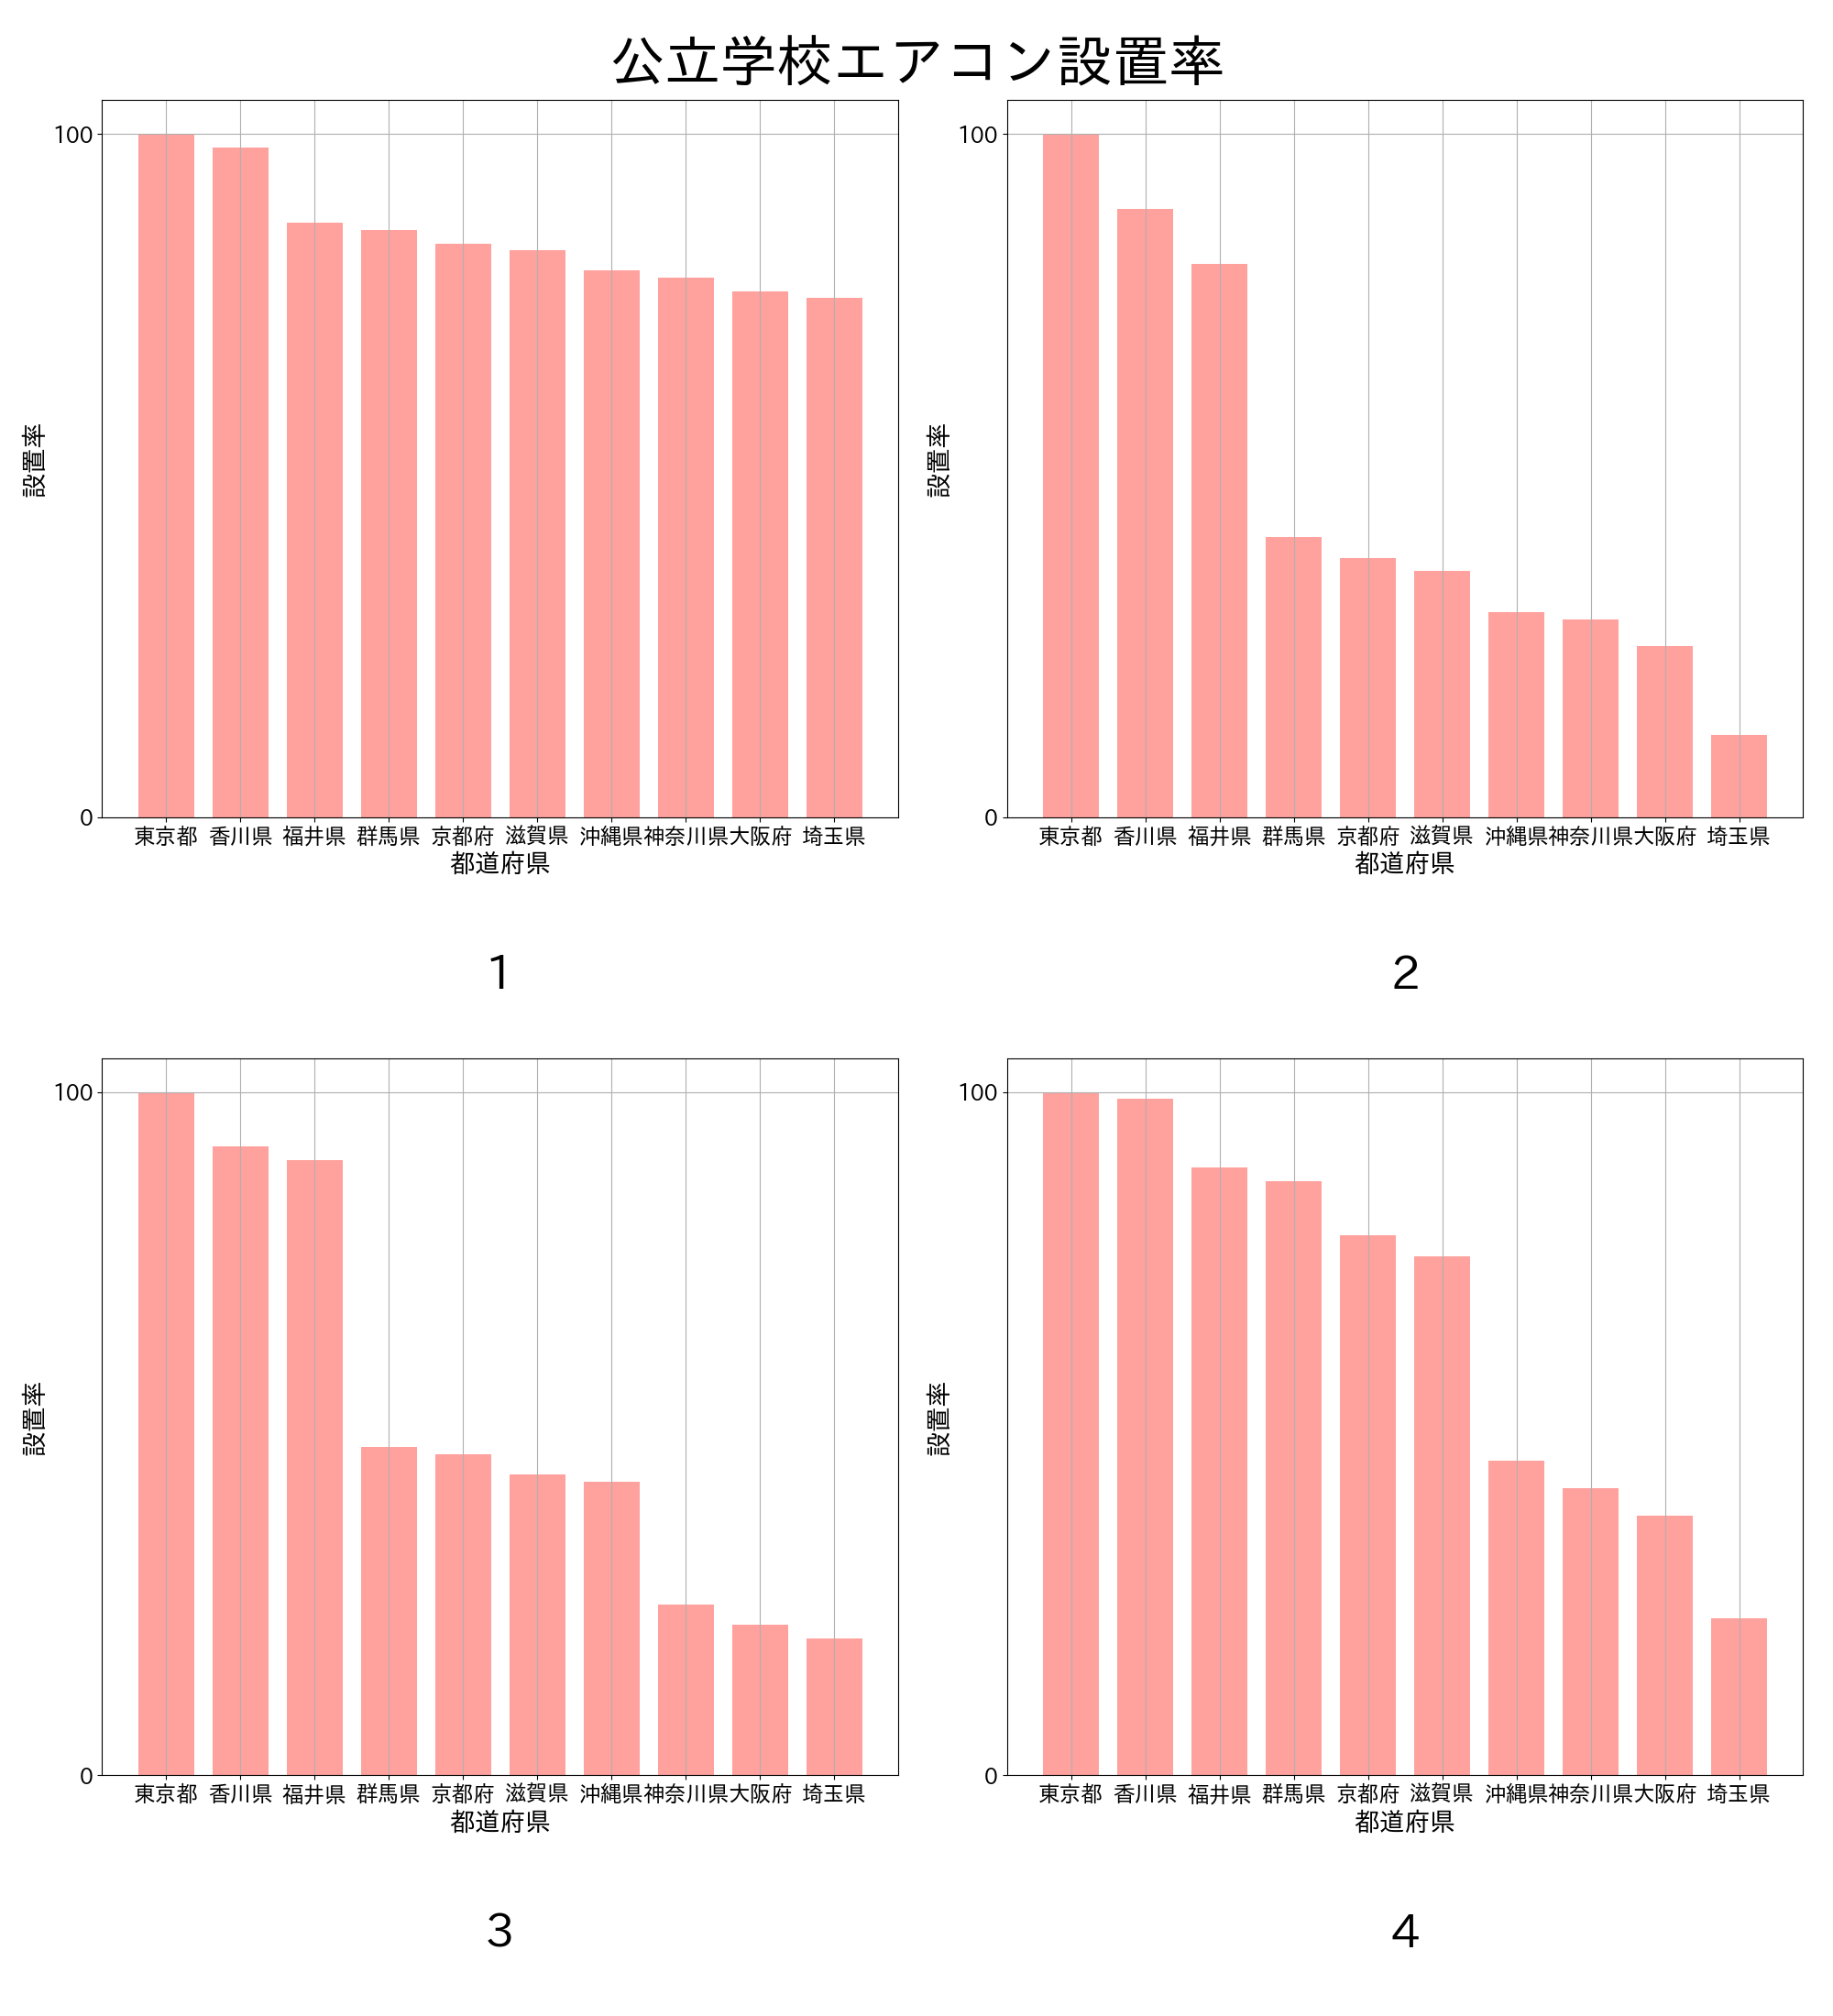 公立学校エアコン設置率
100
0
設置率
東京都 香川県 福井県 群馬県 京都府 滋賀県 沖縄県 神奈川県 大阪府 埼玉県
都道府県
1
100
0
設置率
東京都 香川県 福井県 群馬県 京都府 滋賀県 沖縄県 神奈川県 大阪府 埼玉県
都道府県
2
100
0
設置率
東京都 香川県 福井県 群馬県 京都府 滋賀県 沖縄県 神奈川県 大阪府 埼玉県
都道府県
3
100
0
設置率
東京都 香川県 福井県 群馬県 京都府 滋賀県 沖縄県 神奈川県 大阪府 埼玉県
都道府県
4